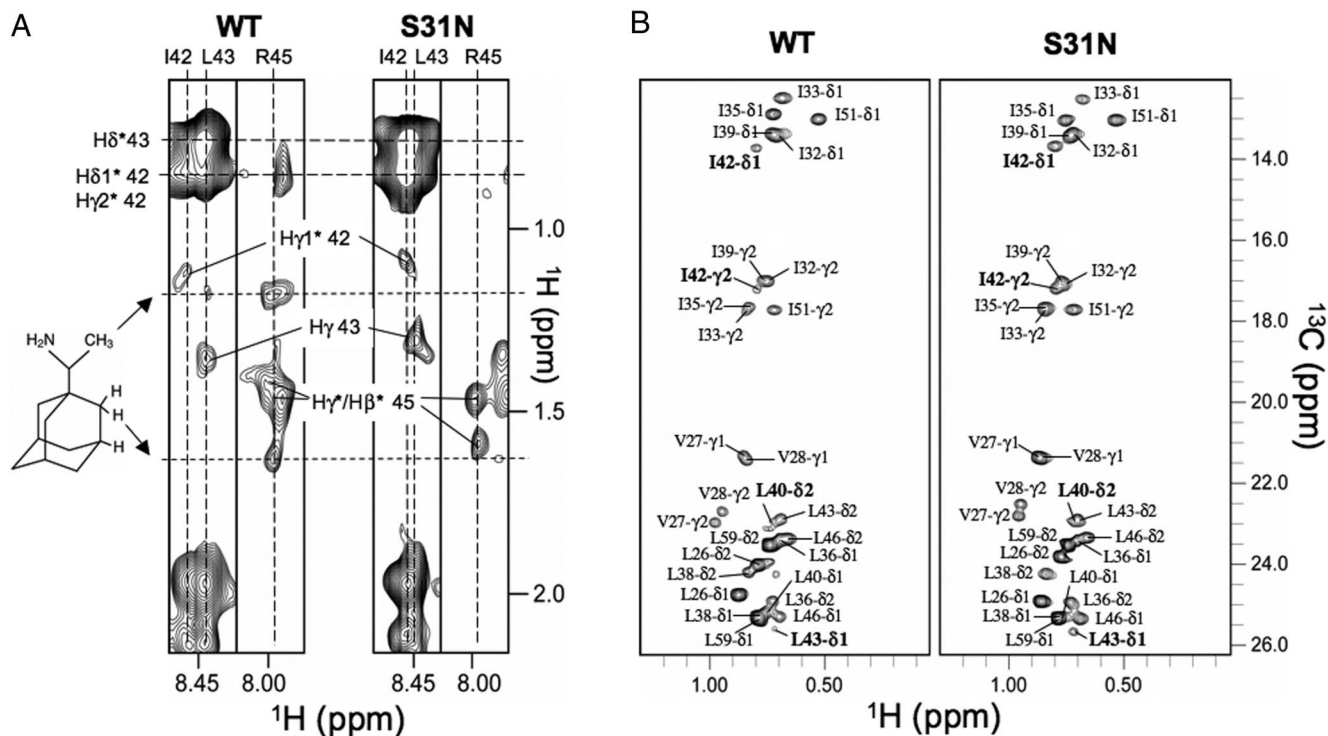 A
WT
S31N
I42 L43 R45
I42 L43 R45
Hδ*43
Hδ1* 42
Hγ2* 42
Hγ1* 42
Hγ 43
Hγ*/Hβ* 45
H₂N
CH₃
H
H
H
1.0
1.5
2.0
¹H (ppm)
8.45 8.00
8.45 8.00
¹H (ppm)
B
WT
I33-δ1
I35-δ1
I51-δ1
I39-δ1
I32-δ1
I42-δ1
I39-γ2
I42-γ2
I32-γ2
I35-γ2
I51-γ2
I33-γ2
V27-γ1
V28-γ1
V28-γ2
L40-δ2
V27-γ2
L43-δ2
L59-δ2
L46-δ2
L26-δ2
L36-δ1
L38-δ2
L40-δ1
L26-δ1
L36-δ2
L38-δ1
L46-δ1
L59-δ1
L43-δ1
1.00 0.50
S31N
I33-δ1
I35-δ1
I51-δ1
I39-δ1
I32-δ1
I42-δ1
I39-γ2
I42-γ2
I32-γ2
I35-γ2
I51-γ2
I33-γ2
V27-γ1
V28-γ1
V28-γ2
L40-δ2
V27-γ2
L43-δ2
L59-δ2
L46-δ2
L26-δ2
L36-δ1
L38-δ2
L40-δ1
L26-δ1
L36-δ2
L38-δ1
L46-δ1
L59-δ1
L43-δ1
1.00 0.50
14.0
16.0
18.0
20.0
22.0
24.0
26.0
¹³C (ppm)
¹H (ppm)